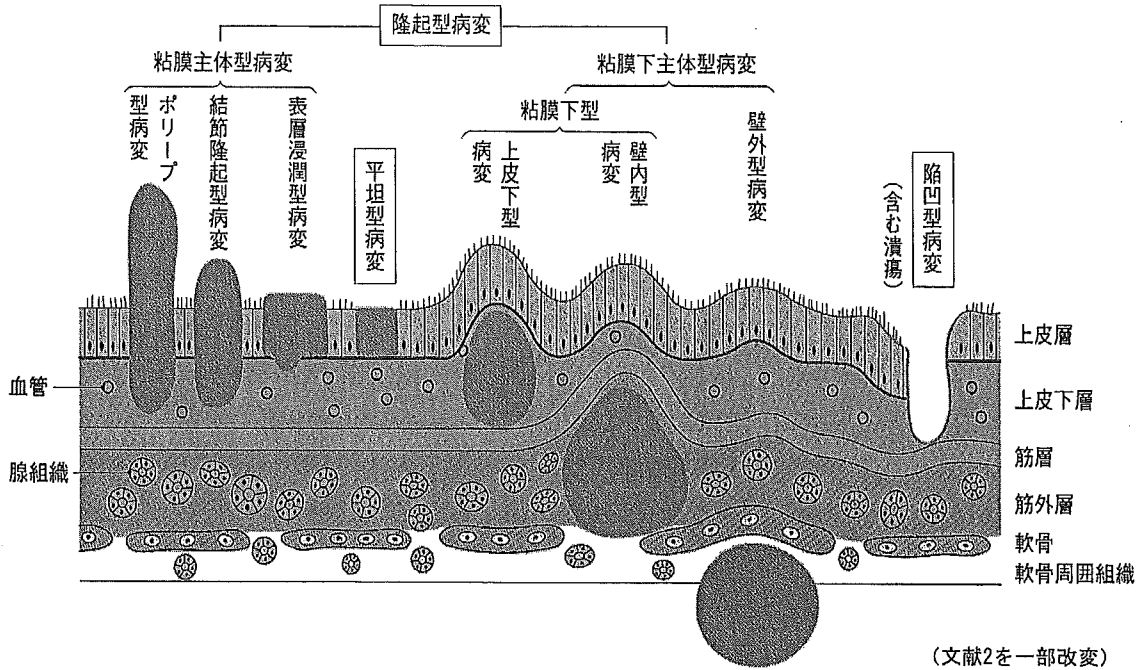 隆起型病変
粘膜主体型病変
粘膜下主体型病変
粘膜下型
ポリープ
型病変
結節隆起型病変
表層浸潤型病変
平坦型病変
上皮下型
病変
壁内型
病変
壁外型病変
陥凹型病変
(含む潰瘍)
上皮層
血管
上皮下層
筋層
腺組織
筋外層
軟骨
軟骨周囲組織
(文献2を一部改変)